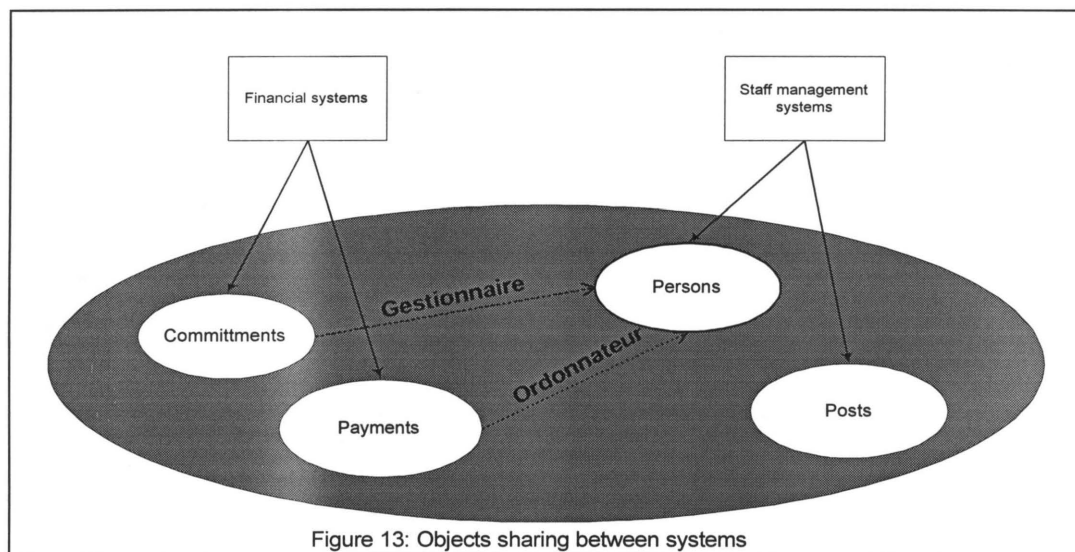 Financial systems
Staff management
systems
Gestionnaire
Persons
Committments
Ordonnateur
Payments
Posts
Figure 13: Objects sharing between systems